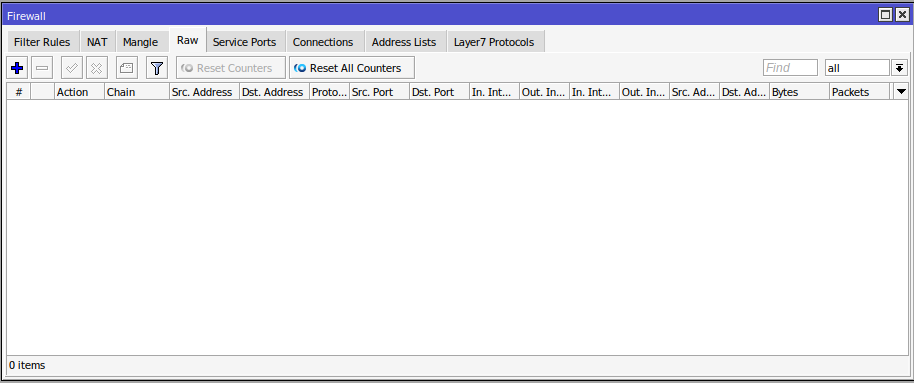 Firewall
Filter Rules NAT Mangle Raw Service Ports Connections Address Lists Layer7 Protocols
Reset Counters Reset All Counters Find all
# Action Chain Src. Address Dst. Address Proto... Src. Port Dst. Port In. Int... Out. In... In. Int... Out. In... Src. Ad... Dst. Ad... Bytes Packets
0 items